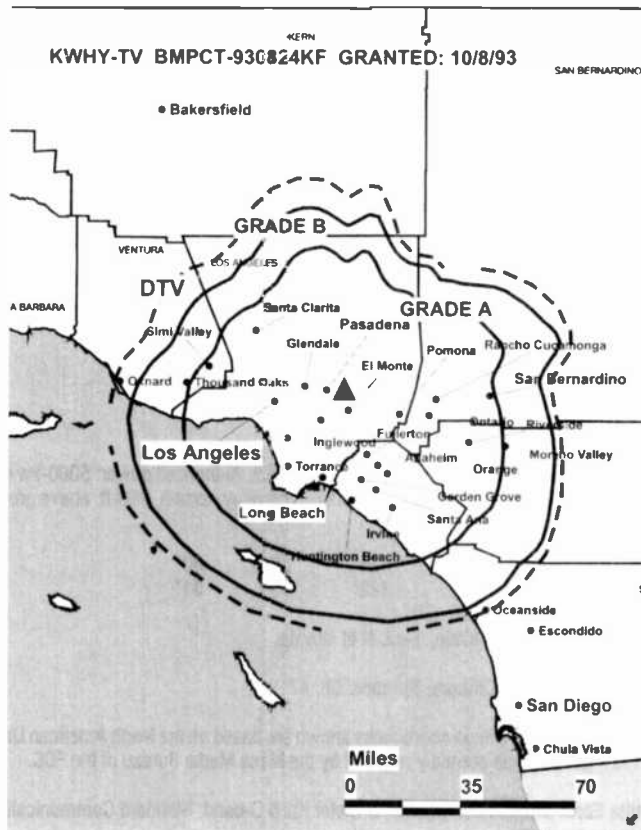 KERN
KWHY-TV BMPCT-930824KF GRANTED: 10/8/93
SAN BERNARDINO
Bakersfield
GRADE B
VENTURA
LOS ANGELES
DTV
A BARBARA
GRADE A
Santa Clarita
Pasadena
Simi Valley
Glendale
Pomona
Rancho Cucamonga
El Monte
San Bernardino
Oxnard
Thousand Oaks
Ontario
Riverside
Los Angeles
Inglewood
Fullerton
Moreno Valley
Anaheim
Torrance
Orange
Garden Grove
Long Beach
Santa Ana
Irvine
Huntington Beach
Oceanside
Escondido
San Diego
Chula Vista
Miles
0 35 70